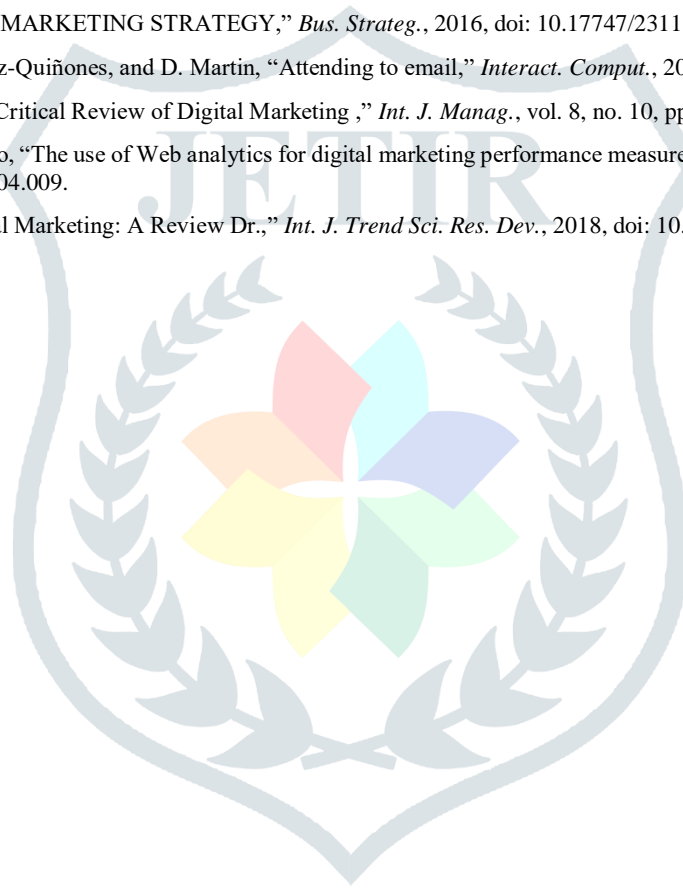 MARKETING STRATEGY,” Bus. Strateg., 2016, doi: 10.17747/2311
z-Quiñones, and D. Martin, “Attending to email,” Interact. Comput., 20
Critical Review of Digital Marketing ,” Int. J. Manag., vol. 8, no. 10, pp
o, “The use of Web analytics for digital marketing performance measure
04.009.
al Marketing: A Review Dr.,” Int. J. Trend Sci. Res. Dev., 2018, doi: 10.
JETIR